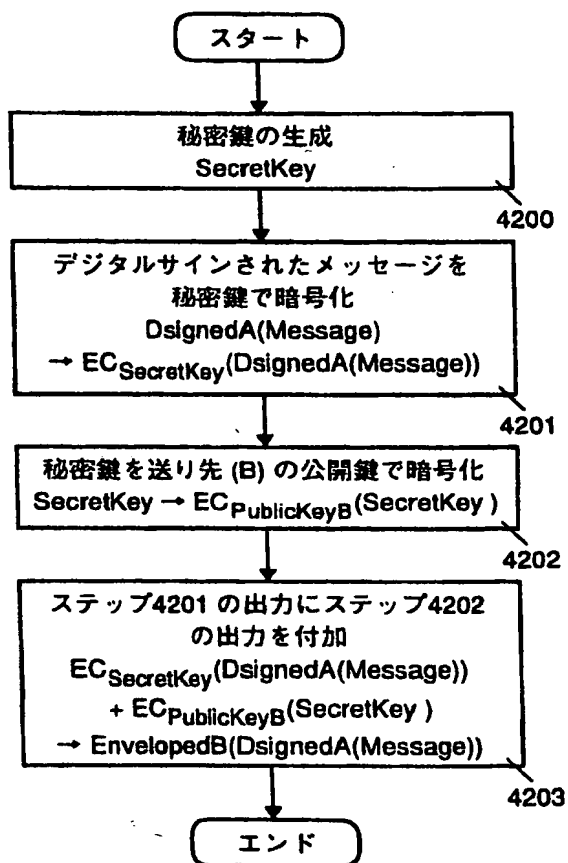 スタート
秘密鍵の生成
SecretKey
4200
デジタルサインされたメッセージを
秘密鍵で暗号化
DsignedA(Message)
→ ECSecretKey(DsignedA(Message))
4201
秘密鍵を送り先 (B) の公開鍵で暗号化
SecretKey → ECPublicKeyB(SecretKey )
4202
ステップ4201 の出力にステップ4202
の出力を付加
ECSecretKey(DsignedA(Message))
+ ECPublicKeyB(SecretKey )
→ EnvelopedB(DsignedA(Message))
4203
エンド